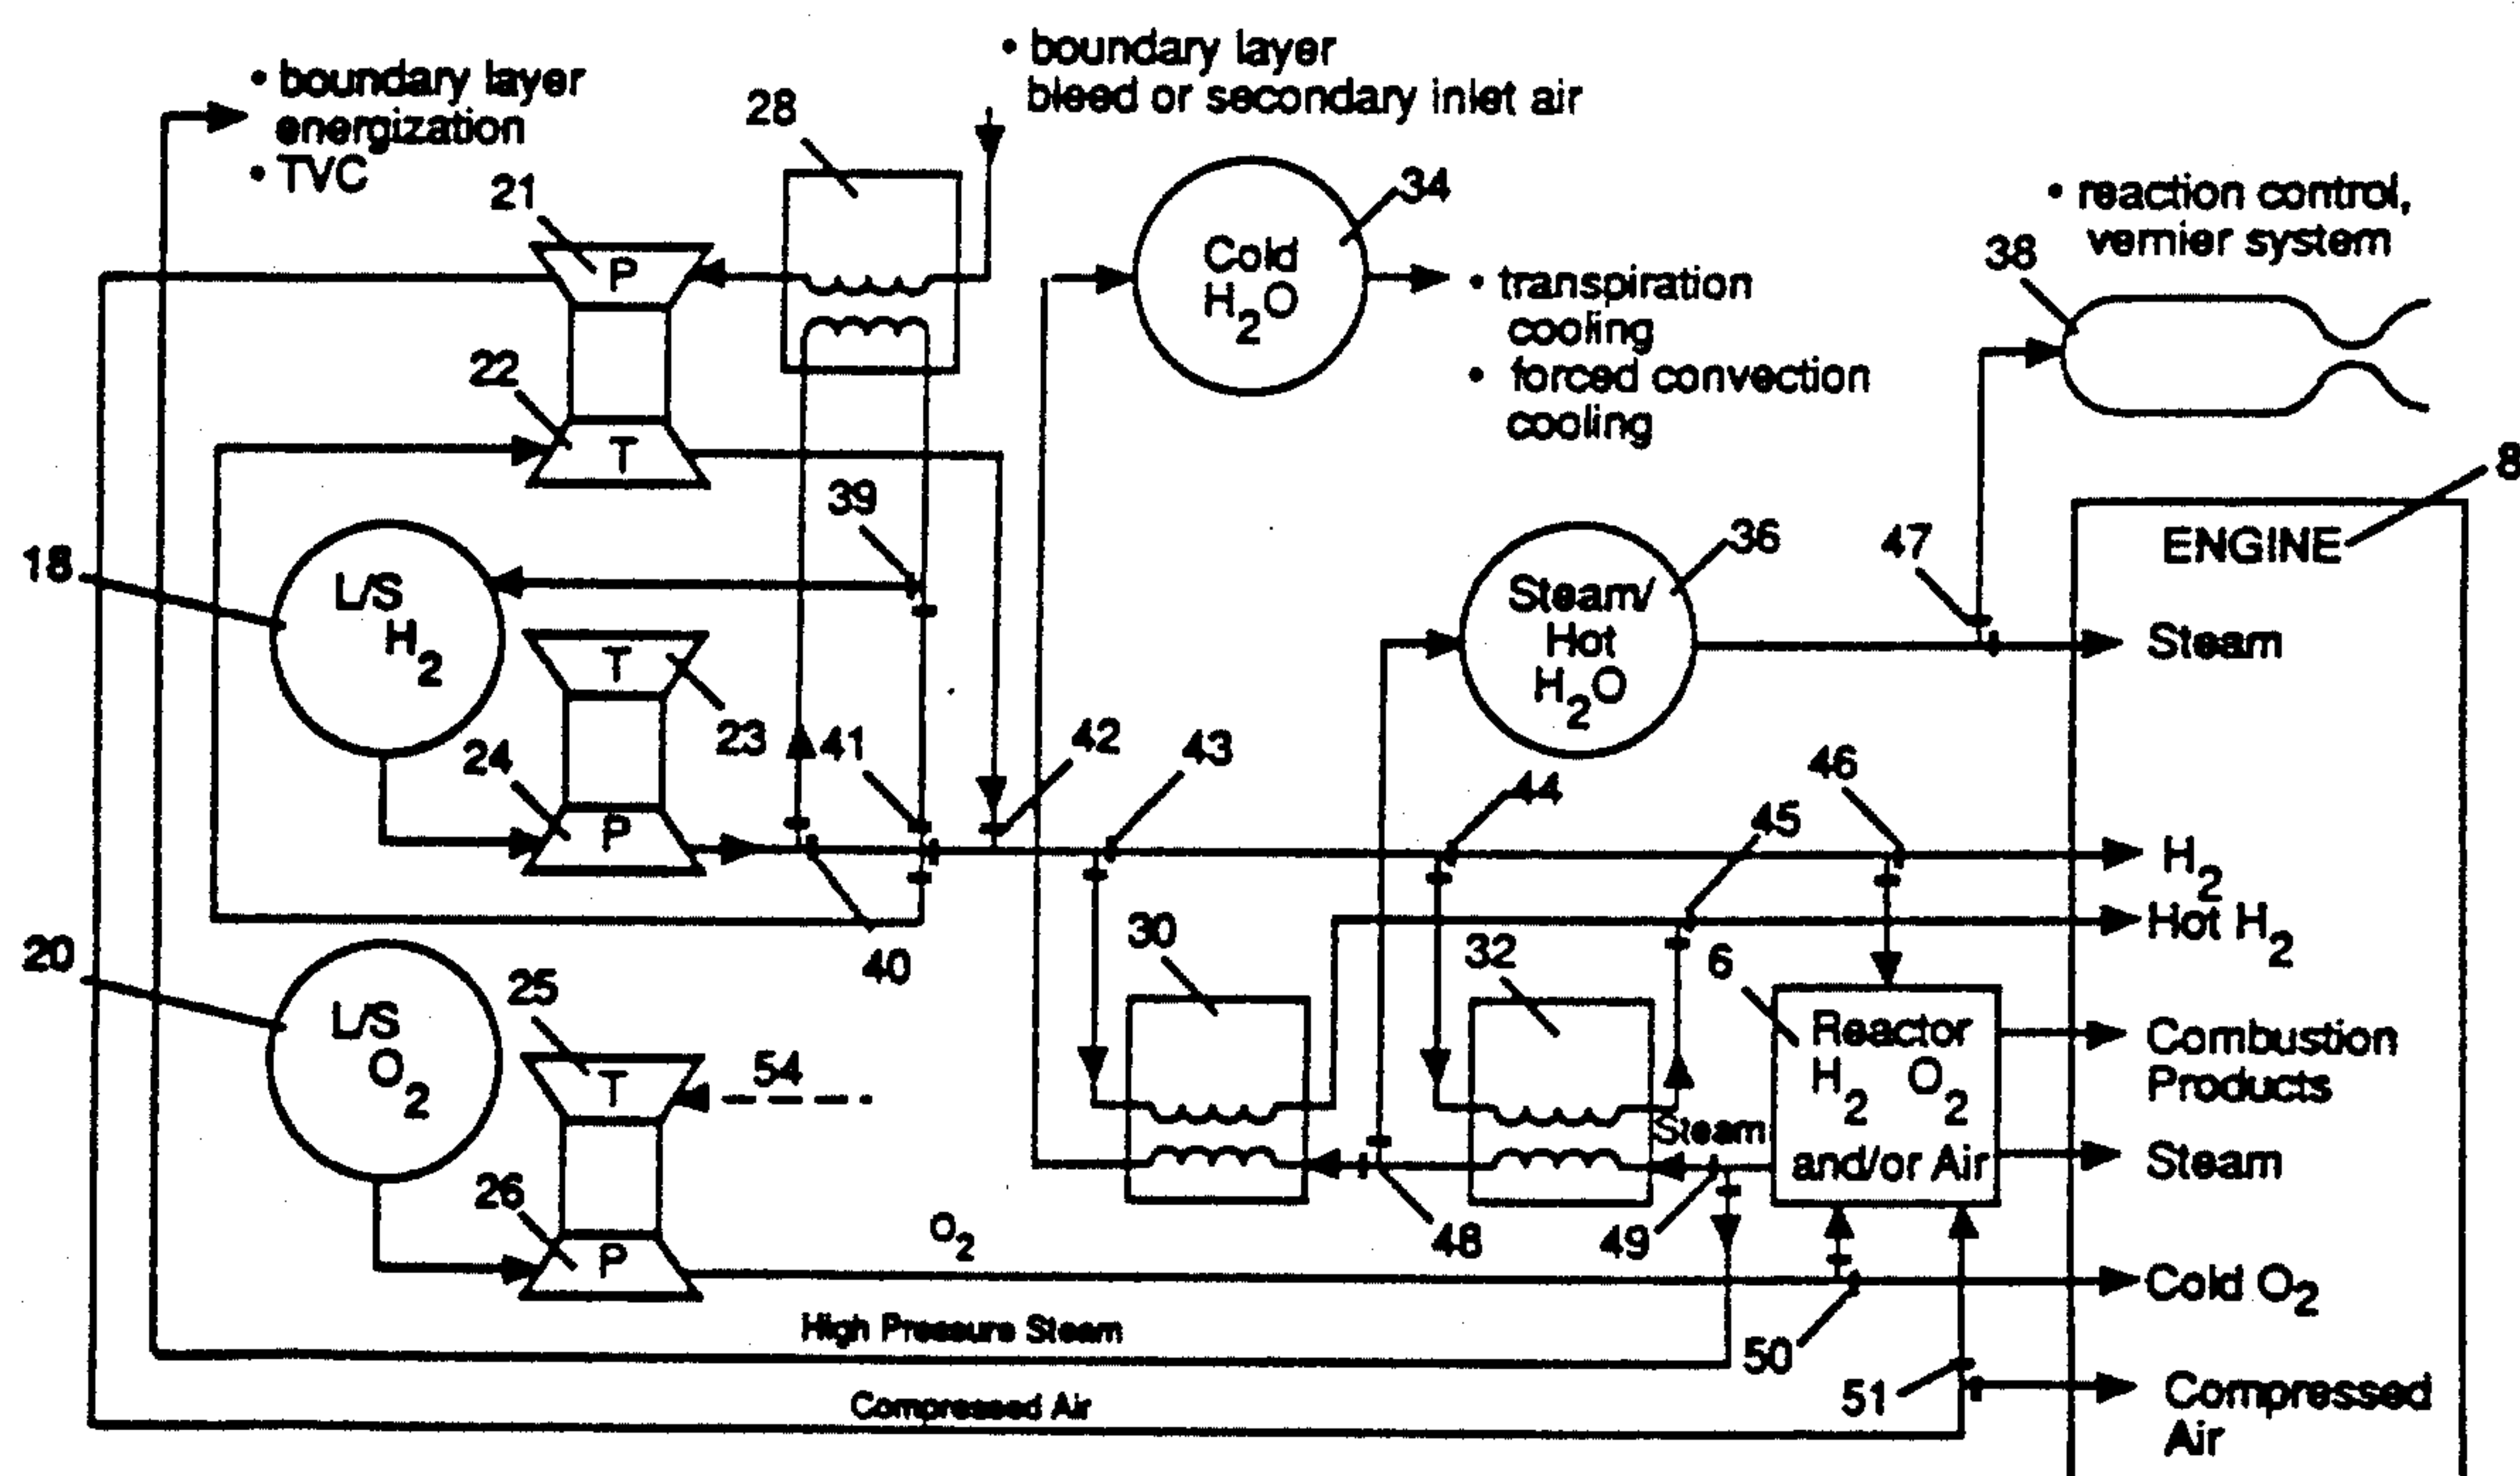 • boundary layer
energization
• TVC
• boundary layer
bleed or secondary inlet air
28
21
P
22
T
34
Cold
H2O
• transpiration
cooling
• forced convection
cooling
• reaction control,
vernier system
38
8
ENGINE
39
18
L/S
H2
T
23
24
P
41
42
43
36
Steam/
Hot
H2O
47
Steam
44
45
46
H2
Hot H2
40
20
L/S
O2
25
T
54
26
P
O2
30
32
6
Reactor
H2 O2
and/or Air
Steam
Combustion
Products
Steam
48
49
Cold O2
50
High Pressure Steam
51
Compressed
Air
Compressed Air